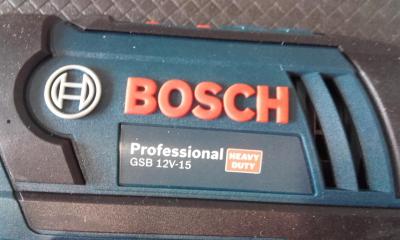 BOSCH
Professional HEAVY DUTY
GSB 12V-15